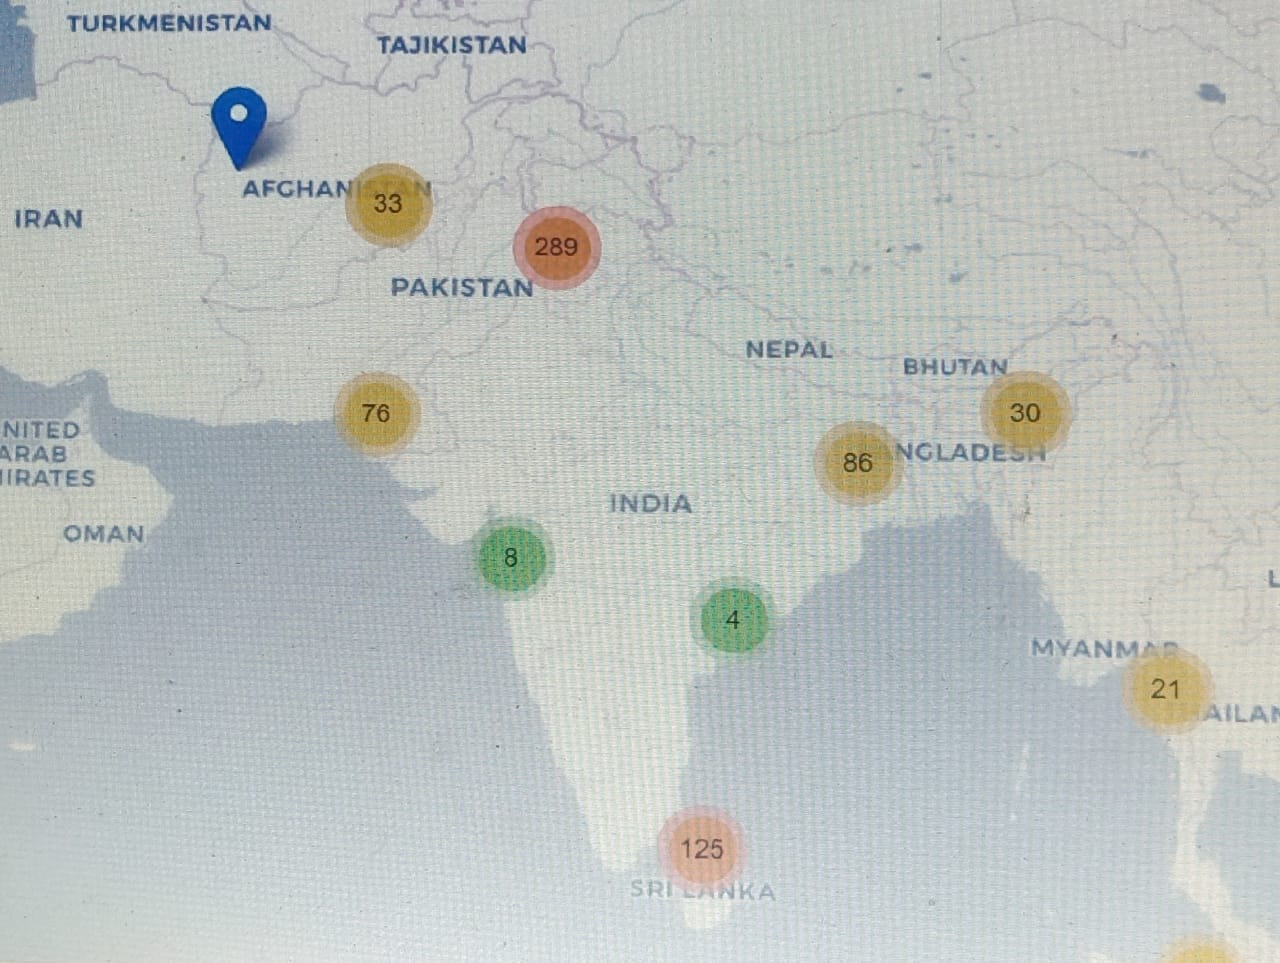 TURKMENISTAN
TAJIKISTAN
AFGHANISTAN
33
IRAN
289
PAKISTAN
NEPAL
BHUTAN
76
30
NITED
ARAB
IRATES
86
NGLADESH
INDIA
OMAN
8
4
MYANMAR
21
AILAN
125
SRI LANKA